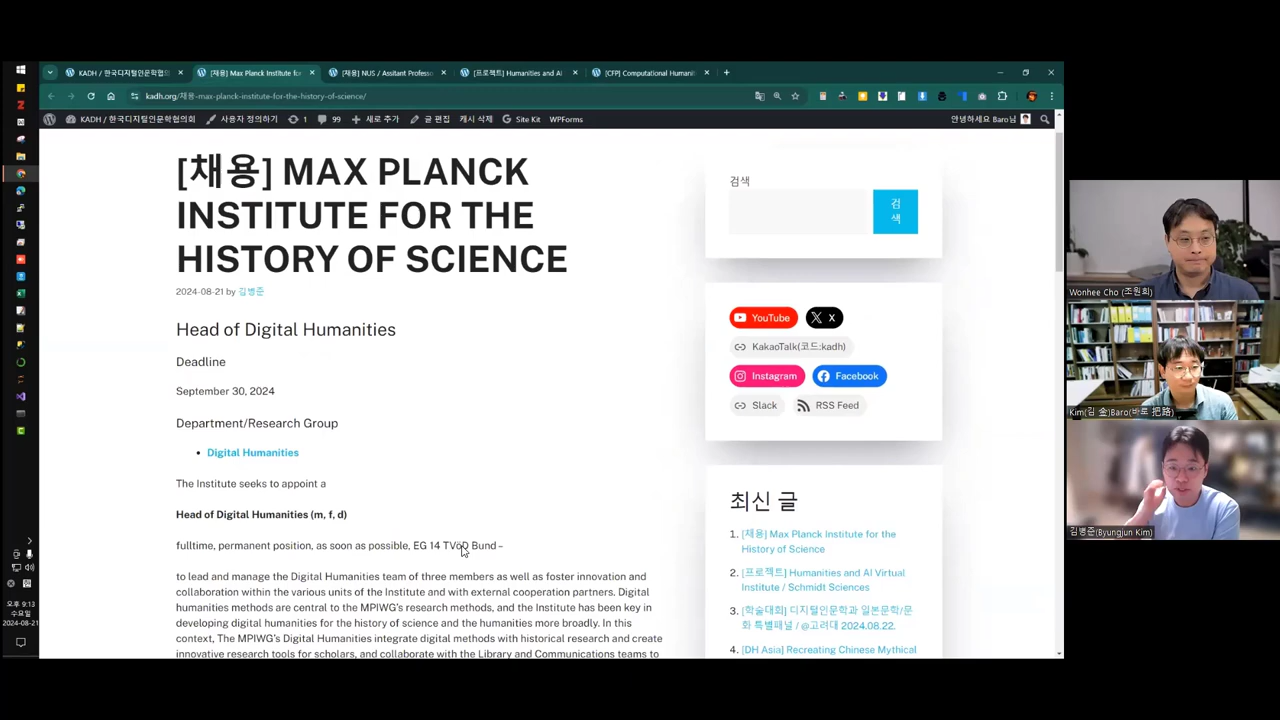 KADH / 한국디지털인문학협의
[채용] Max Planck Institute for
[채용] NUS / Assitant Professo
[프로젝트] Humanities and AI
[CFP] Computational Humani
kadh.org/채용-max-planck-institute-for-the-history-of-science/
KADH / 한국디지털인문학협의회
사용자 정의하기
1
99
새로 추가
글 편집
캐시 삭제
Site Kit
WPForms
안녕하세요 Baro님
[채용] MAX PLANCK
INSTITUTE FOR THE
HISTORY OF SCIENCE
2024-08-21 by 김병준
Head of Digital Humanities
Deadline
September 30, 2024
Department/Research Group
• Digital Humanities
The Institute seeks to appoint a
Head of Digital Humanities (m, f, d)
fulltime, permanent position, as soon as possible, EG 14 TVöD Bund –
to lead and manage the Digital Humanities team of three members as well as foster innovation and
collaboration within the various units of the Institute and with external cooperation partners. Digital
humanities methods are central to the MPIWG's research methods, and the Institute has been key in
developing digital humanities for the history of science and the humanities more broadly. In this
context, The MPIWG's Digital Humanities integrate digital methods with historical research and create
innovative research tools for scholars, and collaborate with the Library and Communications teams to
검색
검
색
YouTube
X
KakaoTalk(코드:kadh)
Instagram
Facebook
Slack
RSS Feed
최신 글
1. [채용] Max Planck Institute for the
History of Science
2. [프로젝트] Humanities and AI Virtual
Institute / Schmidt Sciences
3. [학술대회] 디지털인문학과 일본문학/문
화 특별패널 / @고려대 2024.08.22.
4. [DH Asia] Recreating Chinese Mythical
Wonhee Cho (조원희)
Kim(김 金)Baro(바로 把路)
김병준(Byungjun Kim)
오후 9:13
수요일
2024-08-21